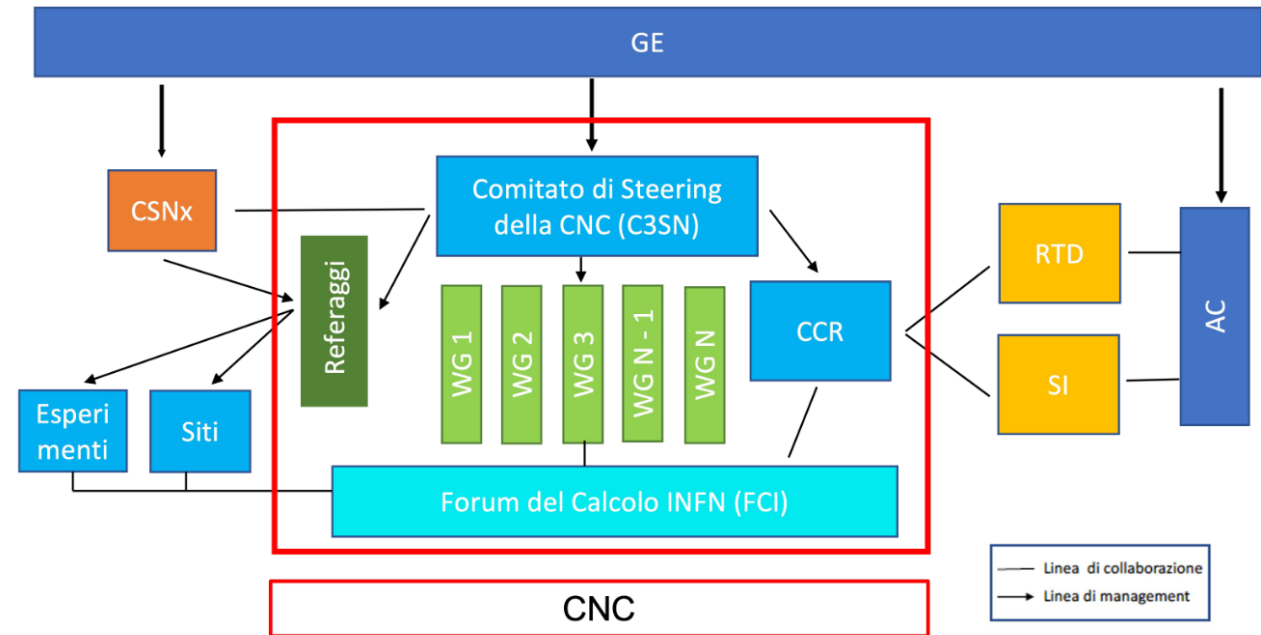 GE
CSNx
Comitato di Steering
della CNC (C3SN)
Referaggi
WG 1
WG 2
WG 3
WG N - 1
WG N
CCR
RTD
SI
AC
Esperi
menti
Siti
Forum del Calcolo INFN (FCI)
CNC
Linea di collaborazione
Linea di management